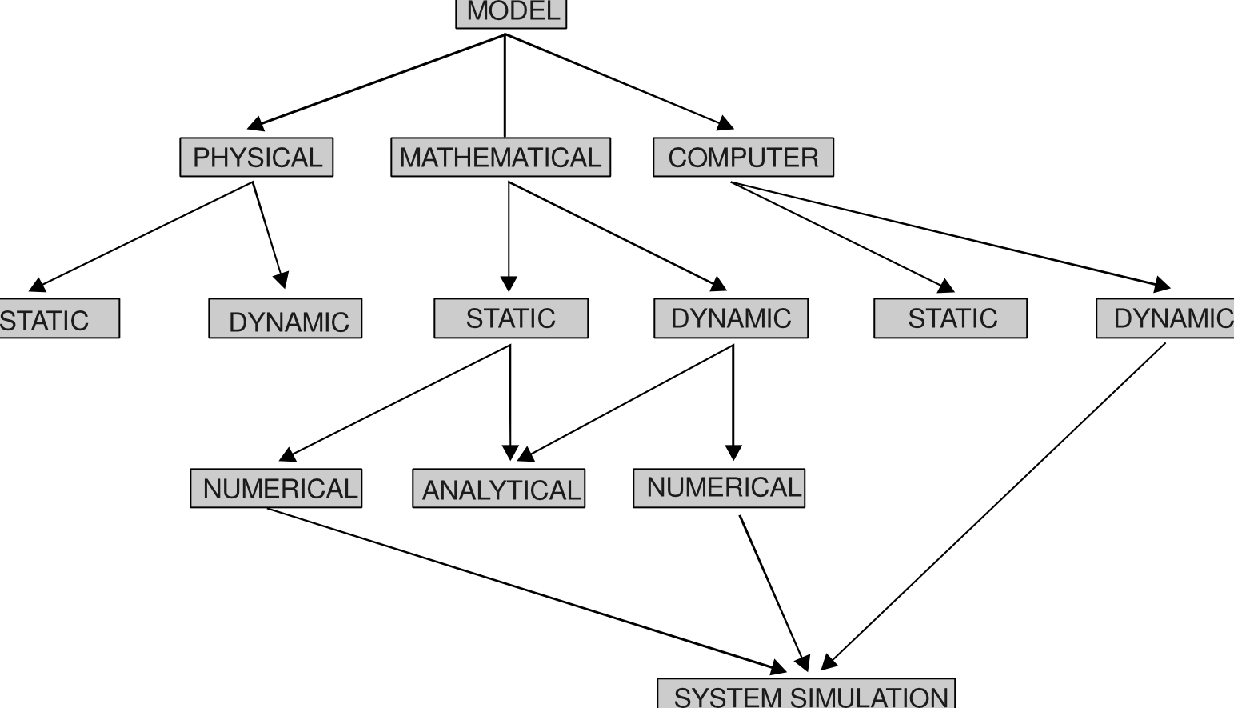 MODEL
PHYSICAL
MATHEMATICAL
COMPUTER
STATIC
DYNAMIC
STATIC
DYNAMIC
STATIC
DYNAMIC
NUMERICAL
ANALYTICAL
NUMERICAL
SYSTEM SIMULATION